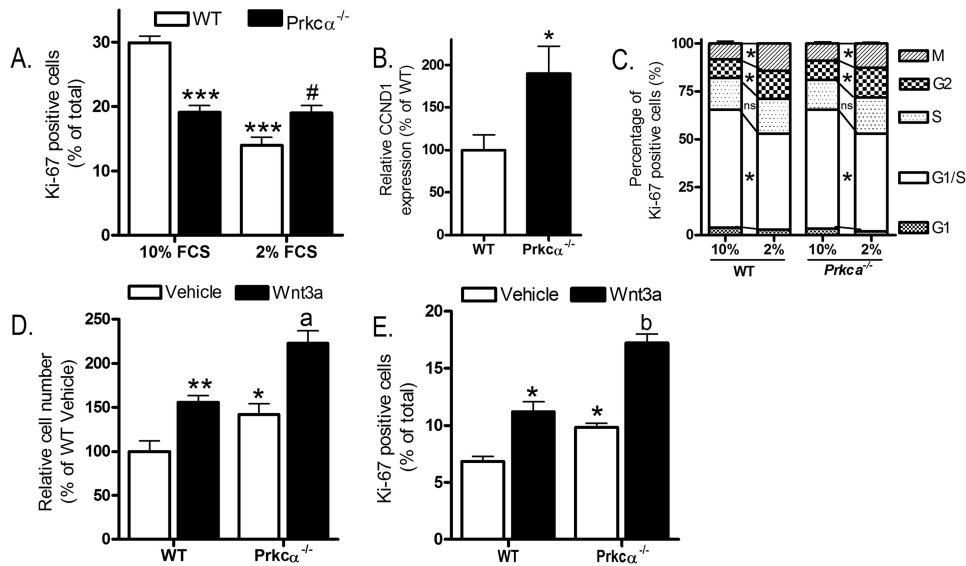 A.
WT
Prkcα-/-
Ki-67 positive cells
(% of total)
30
20
10
0
***
***
#
10% FCS
2% FCS
B.
Relative CCND1
expression (% of WT)
200
150
100
50
0
*
WT
Prkcα-/-
C.
Percentage of
Ki-67 positive cells (%)
100
75
50
25
0
*
*
ns
*
*
*
ns
*
M
G2
S
G1/S
G1
10%
2%
10%
2%
WT
Prkca-/-
D.
Vehicle
Wnt3a
Relative cell number
(% of WT Vehicle)
250
200
150
100
50
0
**
*
a
WT
Prkcα-/-
E.
Vehicle
Wnt3a
Ki-67 positive cells
(% of total)
20
15
10
5
0
*
*
b
WT
Prkcα-/-